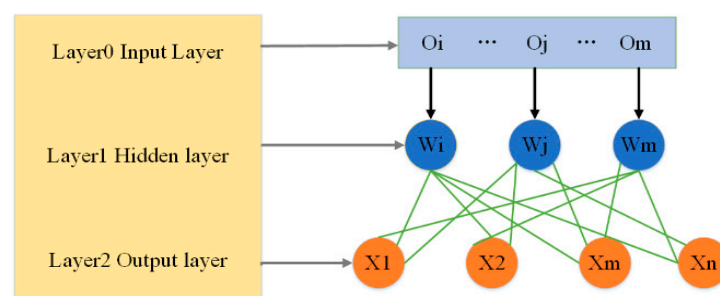 Layer0 Input Layer
Oi ... Oj ... Om
Layer1 Hidden layer
Wi Wj Wm
Layer2 Output layer
X1 X2 Xm Xn